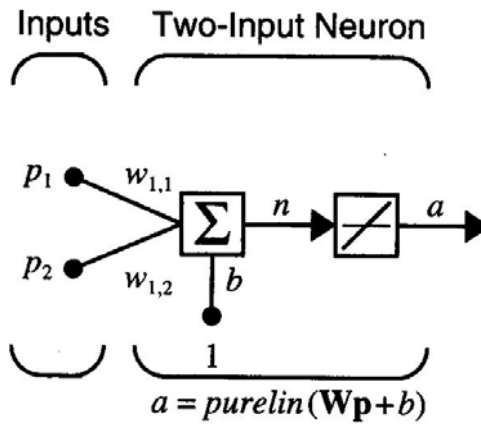 Inputs Two-Input Neuron
p₁ w₁,₁
Σ n a
p₂ w₁,₂ b
1
a = purelin(Wp+b)